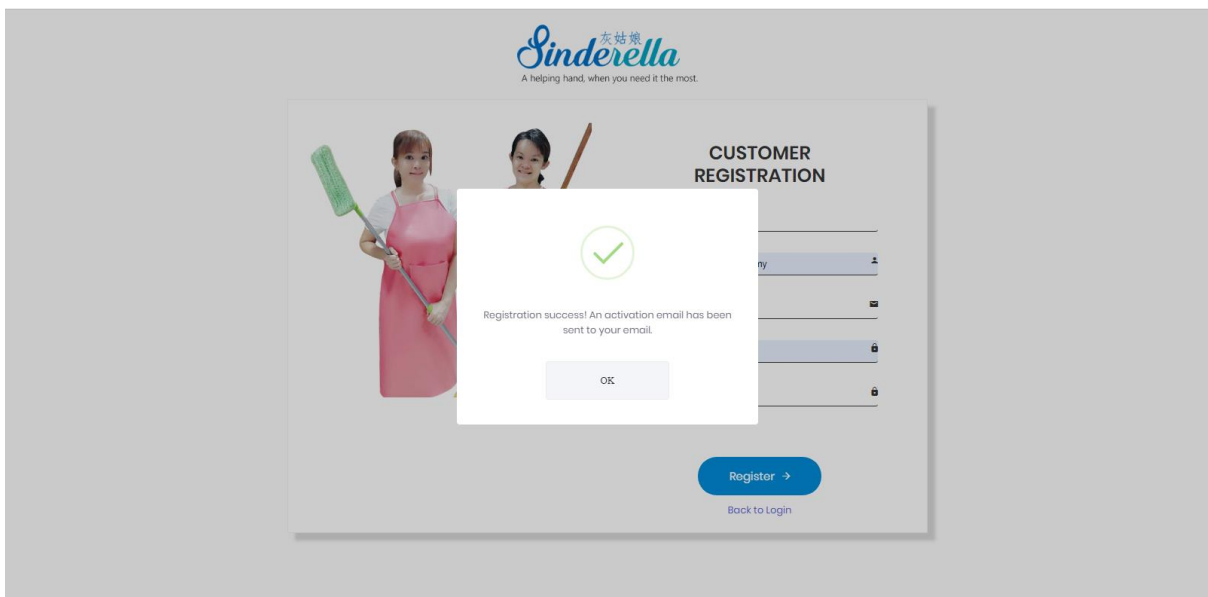 灰姑娘
Sinderella
A helping hand, when you need it the most.
CUSTOMER
REGISTRATION
Registration success! An activation email has been
sent to your email.
OK
Register →
Back to Login